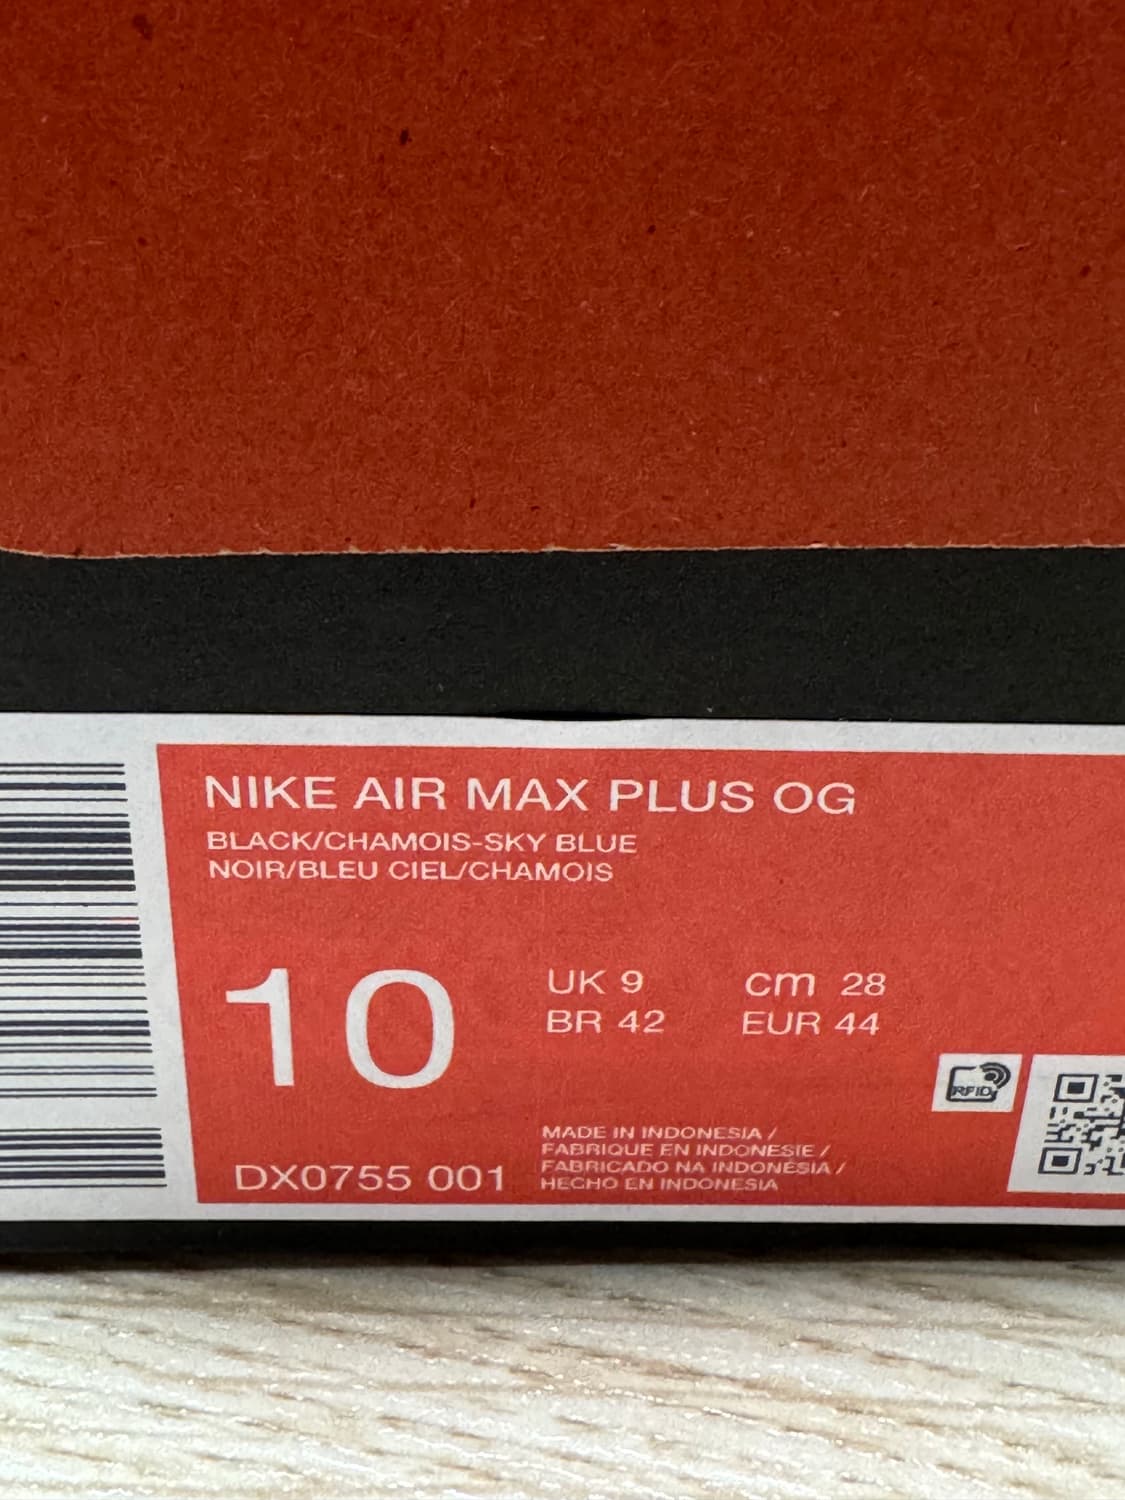 NIKE AIR MAX PLUS OG
BLACK/CHAMOIS-SKY BLUE
NOIR/BLEU CIEL/CHAMOIS
10
UK 9
cm 28
BR 42
EUR 44
RFID
DX0755 001
MADE IN INDONESIA /
FABRIQUE EN INDONESIE /
FABRICADO NA INDONÉSIA /
HECHO EN INDONESIA